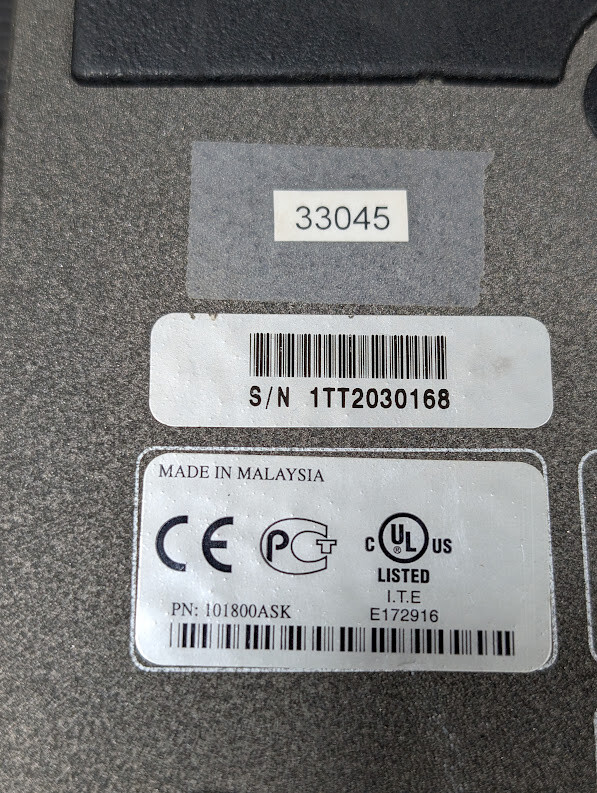 33045
S/N 1TT2030168
MADE IN MALAYSIA
CE PCT C UL® US
LISTED
I.T.E
PN: 101800ASK E172916